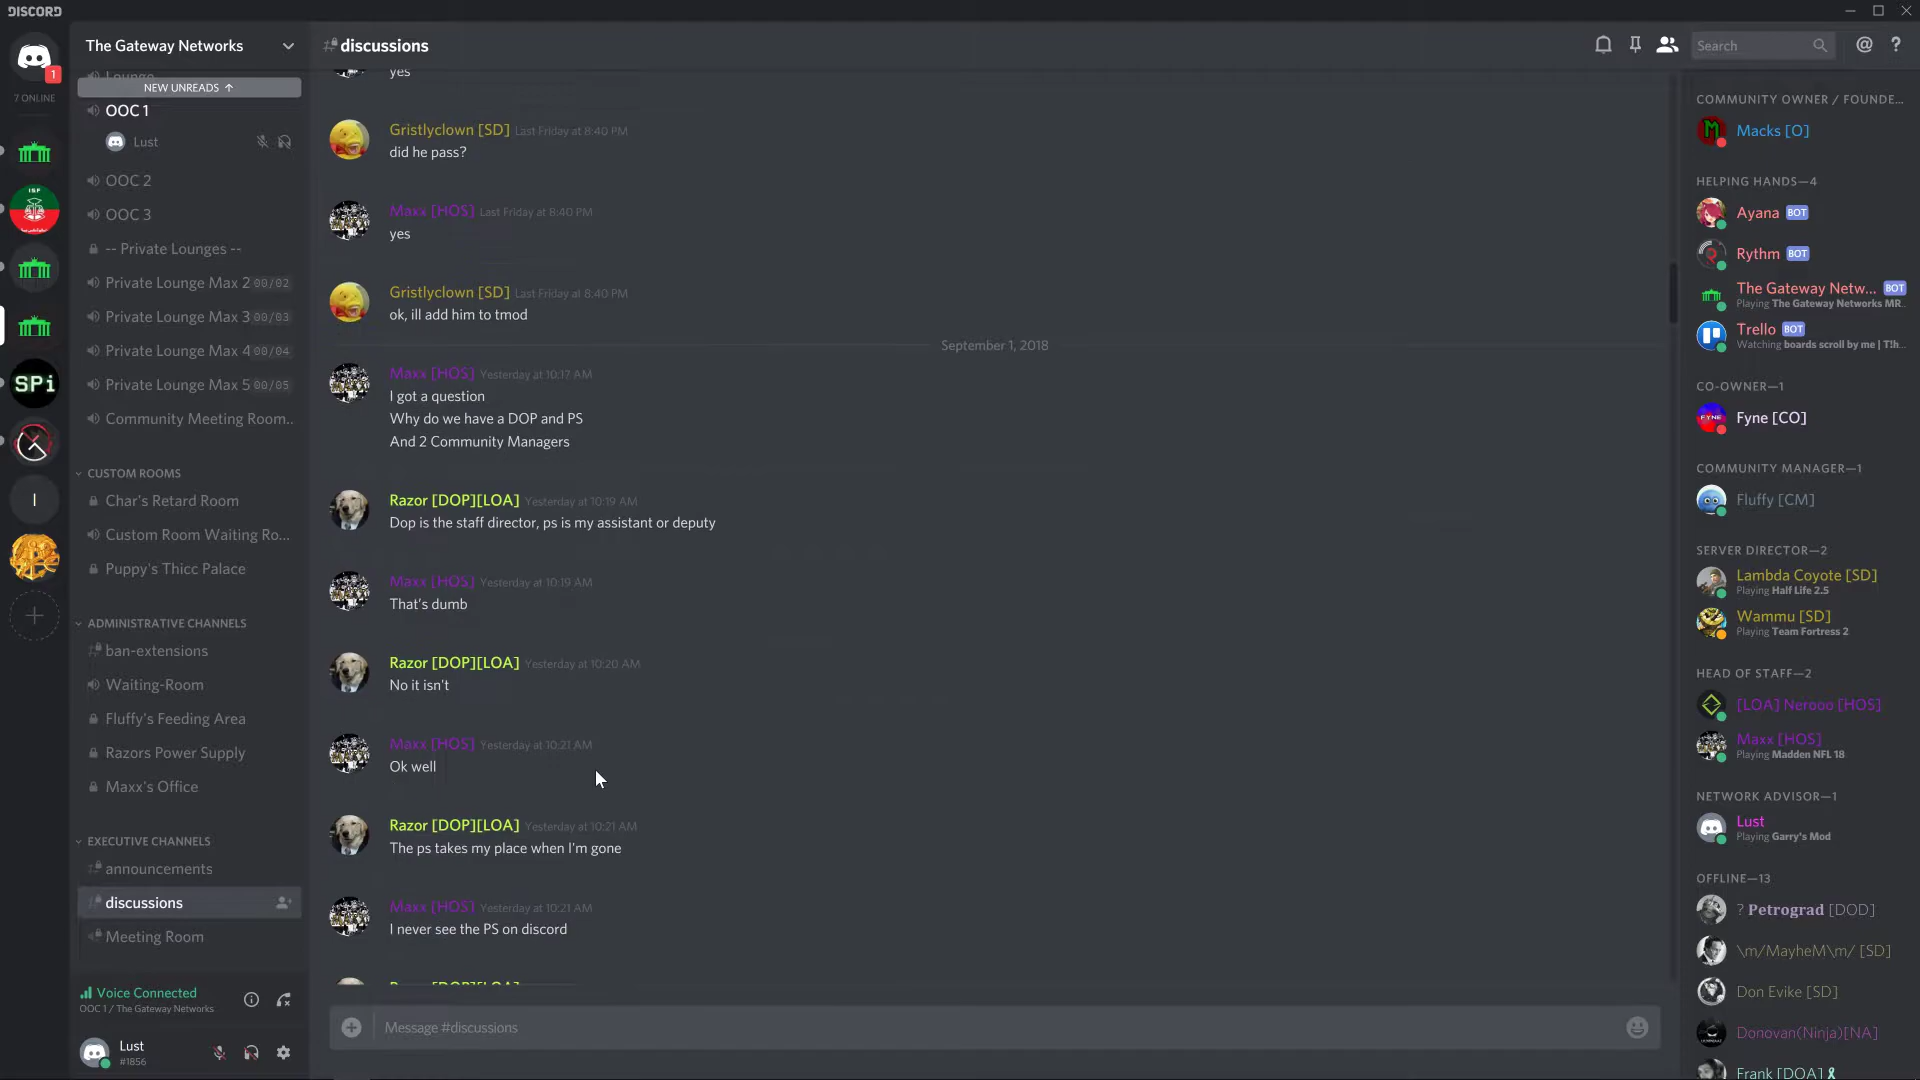 DISCORD
The Gateway Networks
discussions
Search
@
?
1
7 ONLINE
ISF
SPi
I
Lounge
NEW UNREADS ↑
OOC 1
Lust
OOC 2
OOC 3
-- Private Lounges --
Private Lounge Max 2 00/02
Private Lounge Max 3 00/03
Private Lounge Max 4 00/04
Private Lounge Max 5 00/05
Community Meeting Room..
CUSTOM ROOMS
Char's Retard Room
Custom Room Waiting Ro...
Puppy's Thicc Palace
ADMINISTRATIVE CHANNELS
ban-extensions
Waiting-Room
Fluffy's Feeding Area
Razors Power Supply
Maxx's Office
EXECUTIVE CHANNELS
announcements
discussions
Meeting Room
Voice Connected
OOC 1 / The Gateway Networks
Lust
#1856
yes
Gristlyclown [SD] Last Friday at 8:40 PM
did he pass?
Maxx [HOS] Last Friday at 8:40 PM
yes
Gristlyclown [SD] Last Friday at 8:40 PM
ok, ill add him to tmod
September 1, 2018
Maxx [HOS] Yesterday at 10:17 AM
I got a question
Why do we have a DOP and PS
And 2 Community Managers
Razor [DOP][LOA] Yesterday at 10:19 AM
Dop is the staff director, ps is my assistant or deputy
Maxx [HOS] Yesterday at 10:19 AM
That's dumb
Razor [DOP][LOA] Yesterday at 10:20 AM
No it isn't
Maxx [HOS] Yesterday at 10:21 AM
Ok well
Razor [DOP][LOA] Yesterday at 10:21 AM
The ps takes my place when I'm gone
Maxx [HOS] Yesterday at 10:21 AM
I never see the PS on discord
Razor [DOP][LOA]
Message #discussions
COMMUNITY OWNER / FOUNDE...
Macks [O]
HELPING HANDS—4
Ayana BOT
Rythm BOT
The Gateway Netw... BOT
Playing The Gateway Networks MR..
Trello BOT
Watching boards scroll by me | T!h...
CO-OWNER—1
FYNE
Fyne [CO]
COMMUNITY MANAGER—1
Fluffy [CM]
SERVER DIRECTOR—2
Lambda Coyote [SD]
Playing Half Life 2.5
Wammu [SD]
Playing Team Fortress 2
HEAD OF STAFF—2
[LOA] Nerooo [HOS]
Maxx [HOS]
Playing Madden NFL 18
NETWORK ADVISOR—1
Lust
Playing Garry's Mod
OFFLINE—13
? Petrograd [DOD]
\m/MayheM\m/ [SD]
Don Evike [SD]
Donovan(Ninja)[NA]
Frank [DOA]